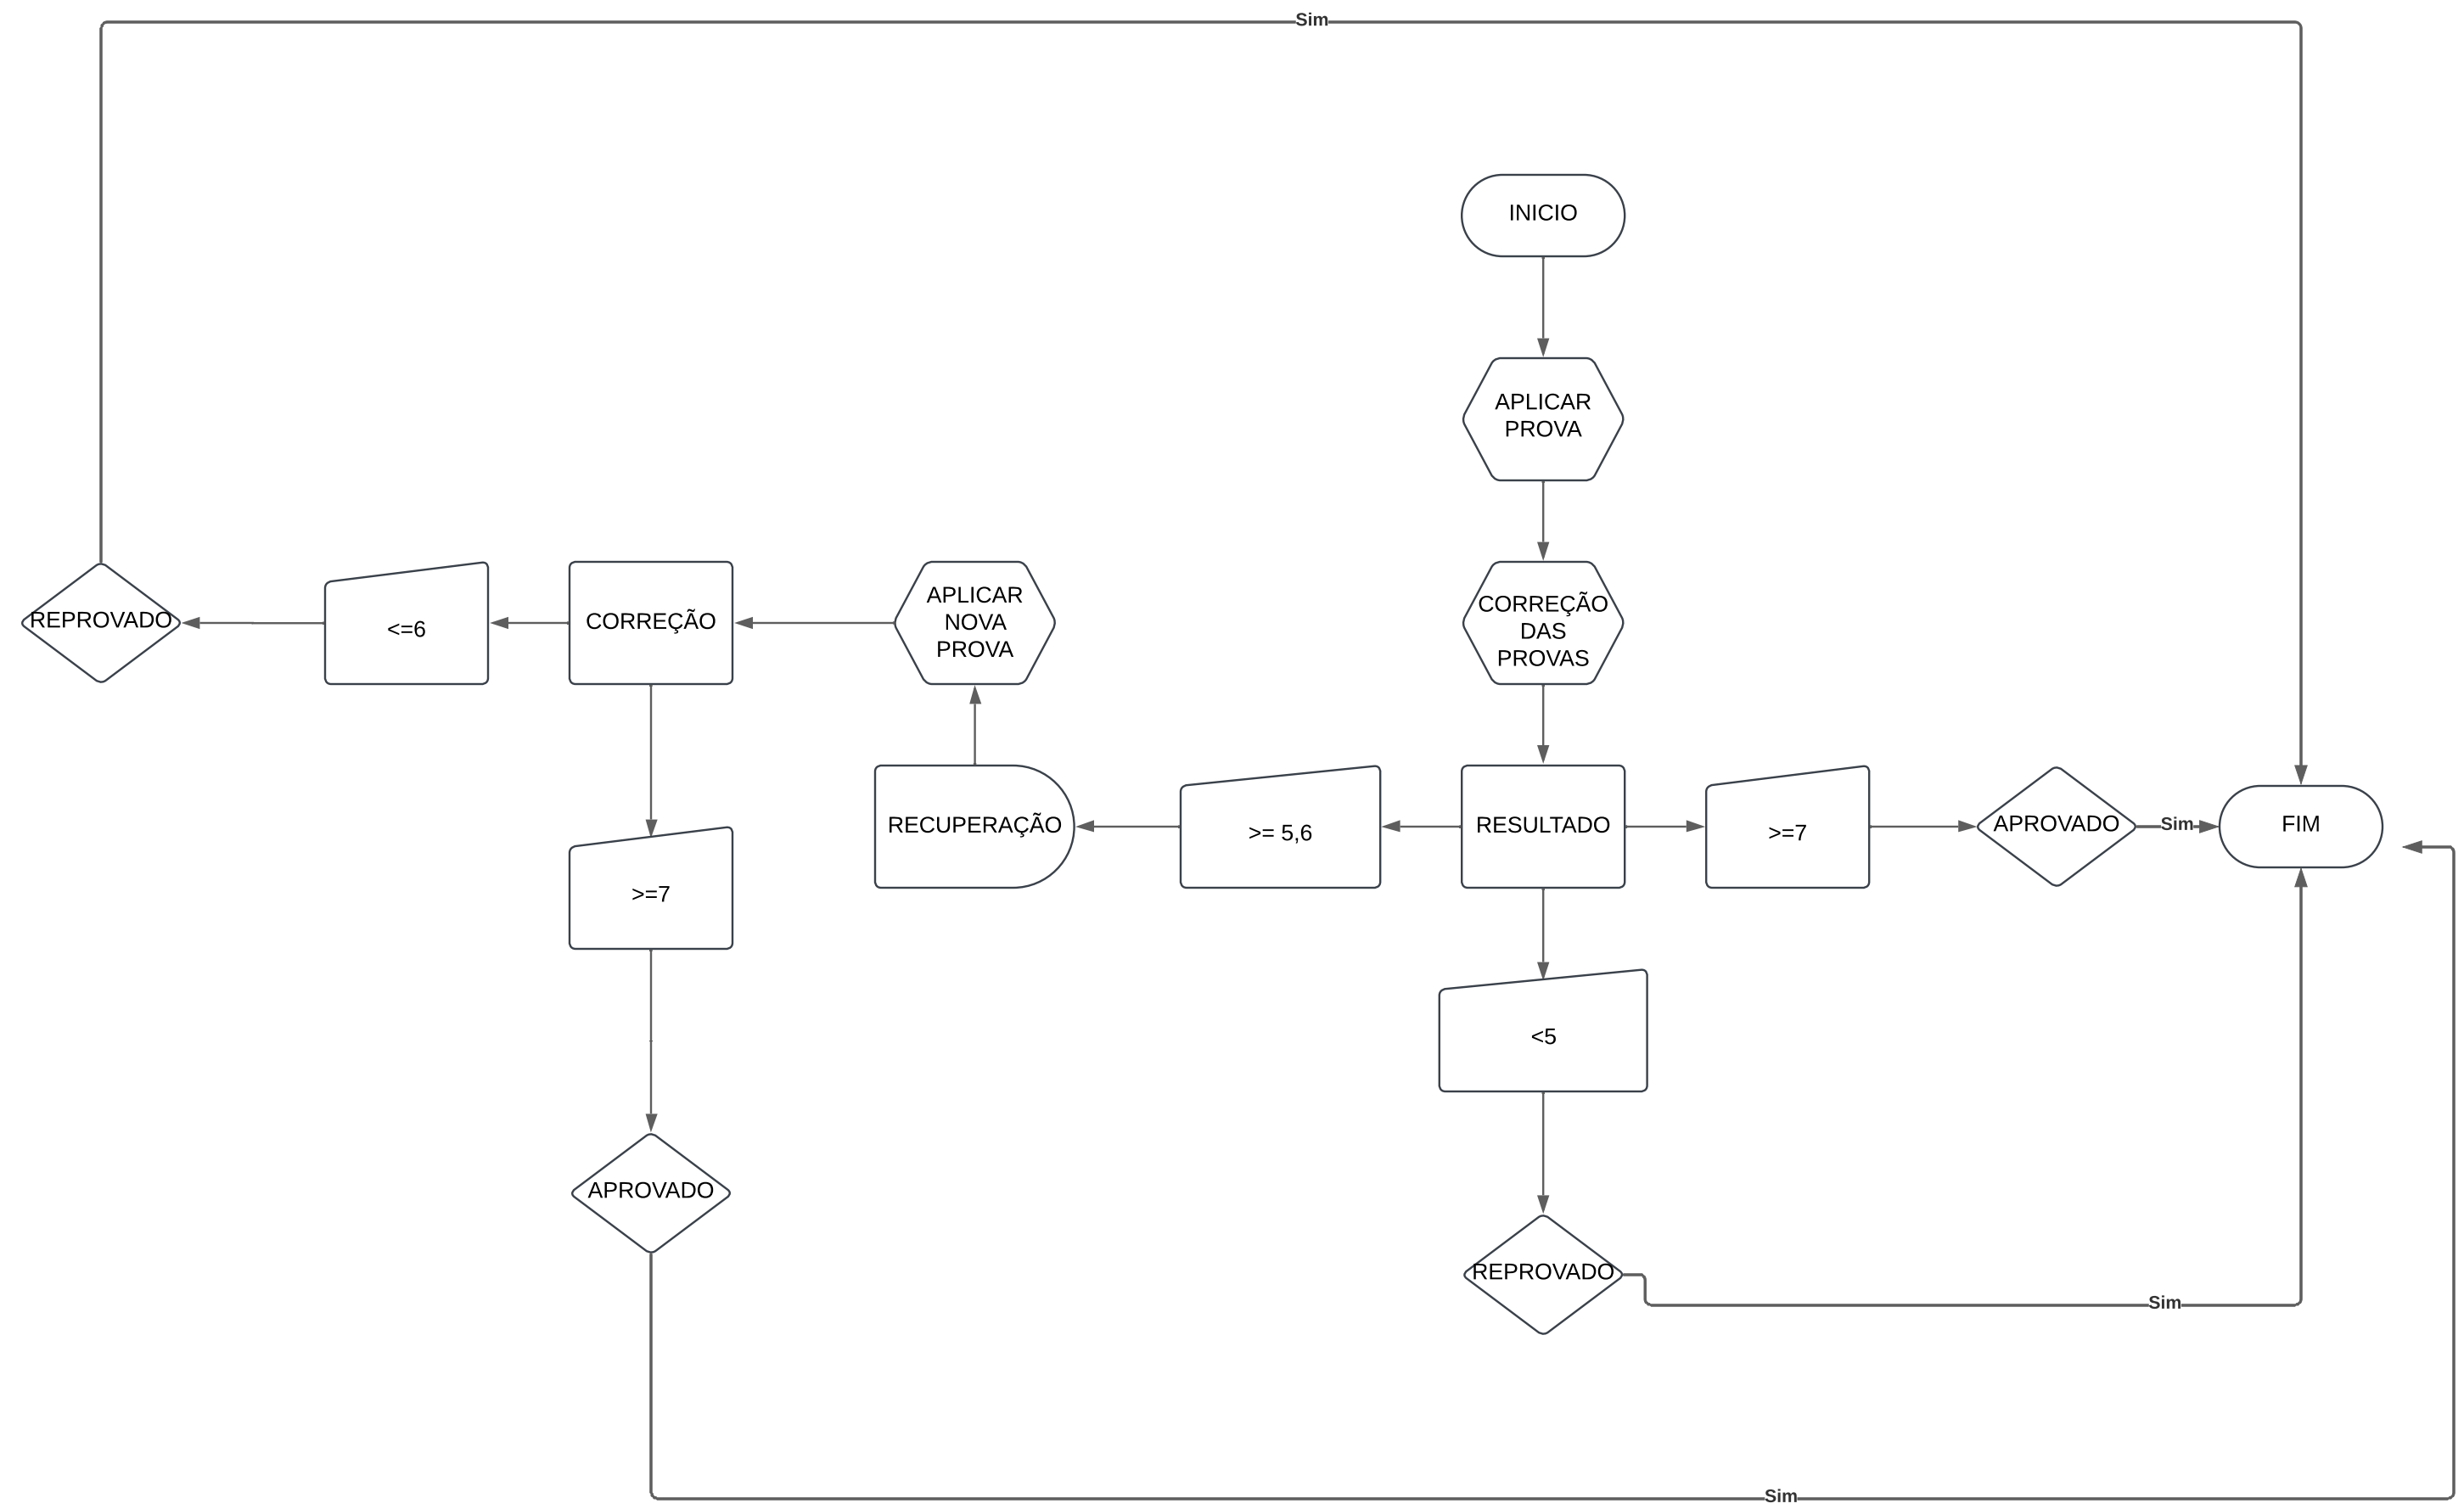 Sim
INICIO
APLICAR
PROVA
REPROVADO
<=6
CORREÇÃO
APLICAR
NOVA
PROVA
CORREÇÃO
DAS
PROVAS
RECUPERAÇÃO
>= 5,6
RESULTADO
>=7
APROVADO
Sim
FIM
>=7
<5
APROVADO
REPROVADO
Sim
Sim